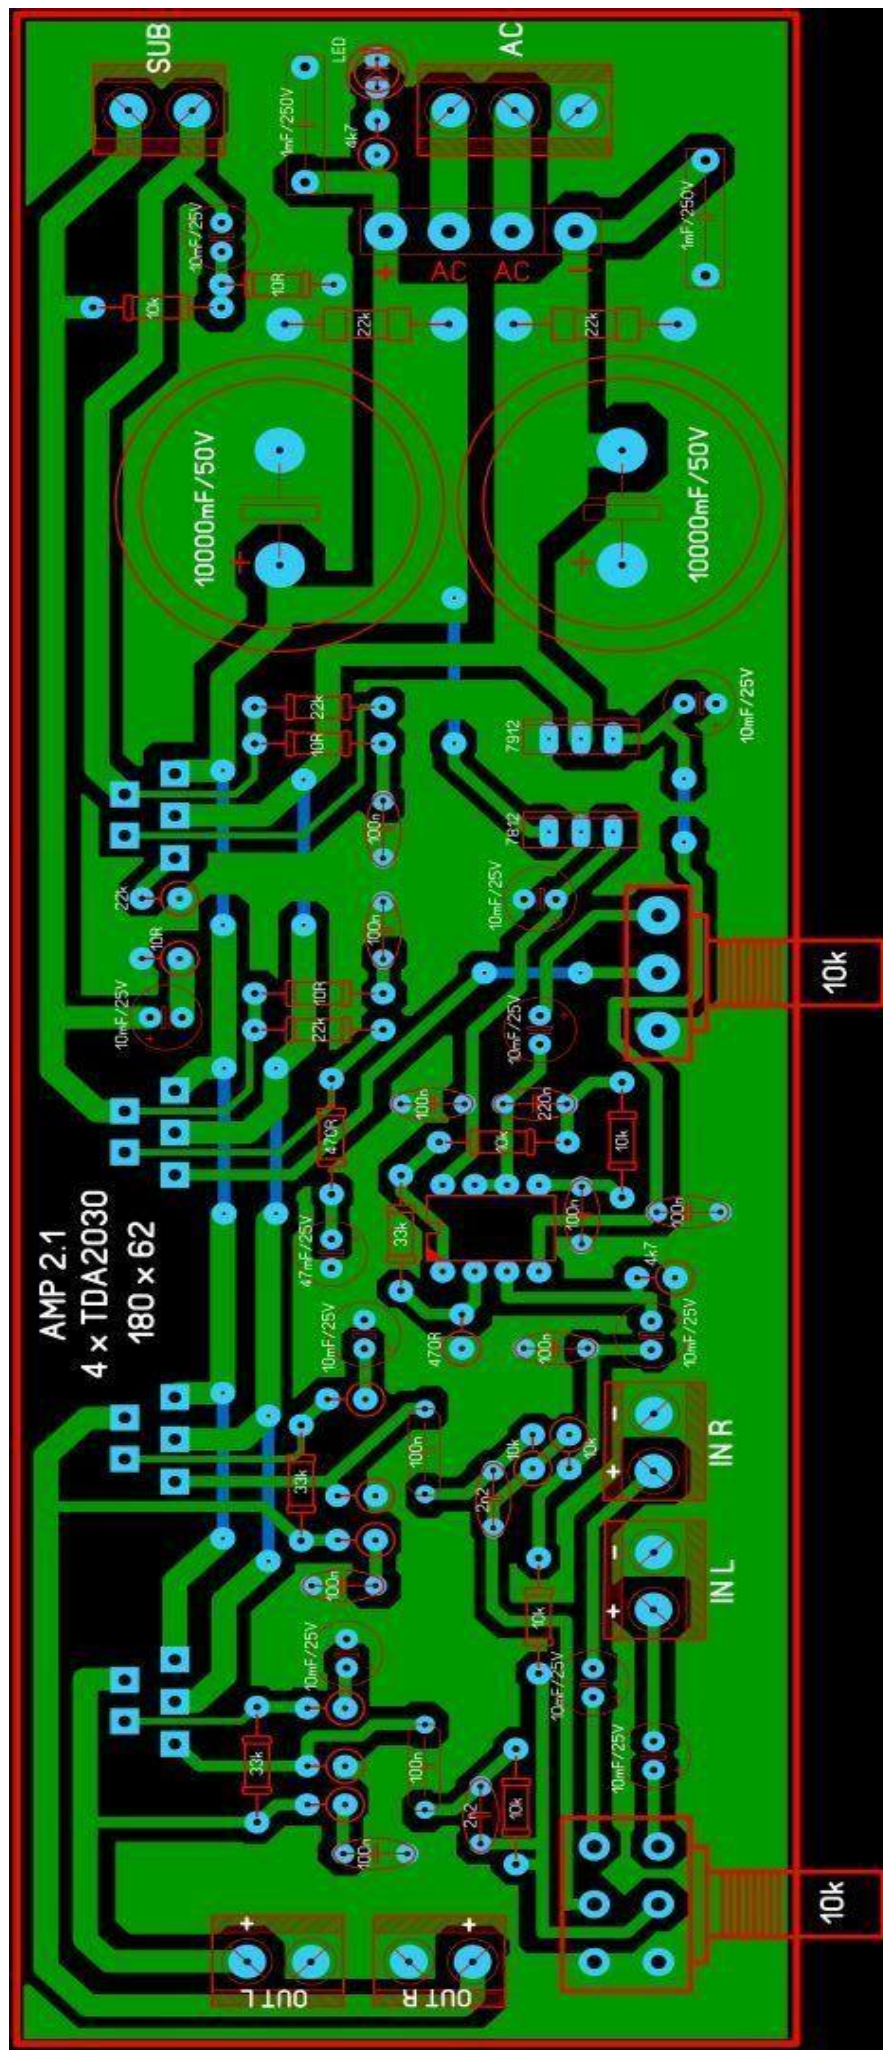 SUB
AC
LED
1mF/250V
4k7
10mF/25V
1mF/250V
+
AC
AC
-
10R
10k
22k
22k
10000mF/50V
+
10000mF/50V
+
22k
10R
10mF/25V
7912
100n
7812
22k
10mF/25V
100n
10R
10mF/25V
10R
22k
10mF/25V
10k
100n
220n
470R
10k
10k
AMP 2.1
4 x TDA2030
180 x 62
47mF/25V
33k
100n
100n
4k7
10mF/25V
470R
100n
10mF/25V
+
-
IN R
33k
100n
10k
10k
2n2
+
-
IN L
100n
10k
10mF/25V
10mF/25V
33k
100n
10mF/25V
2n2
10k
100n
10k
+
OUT L
+
OUT R